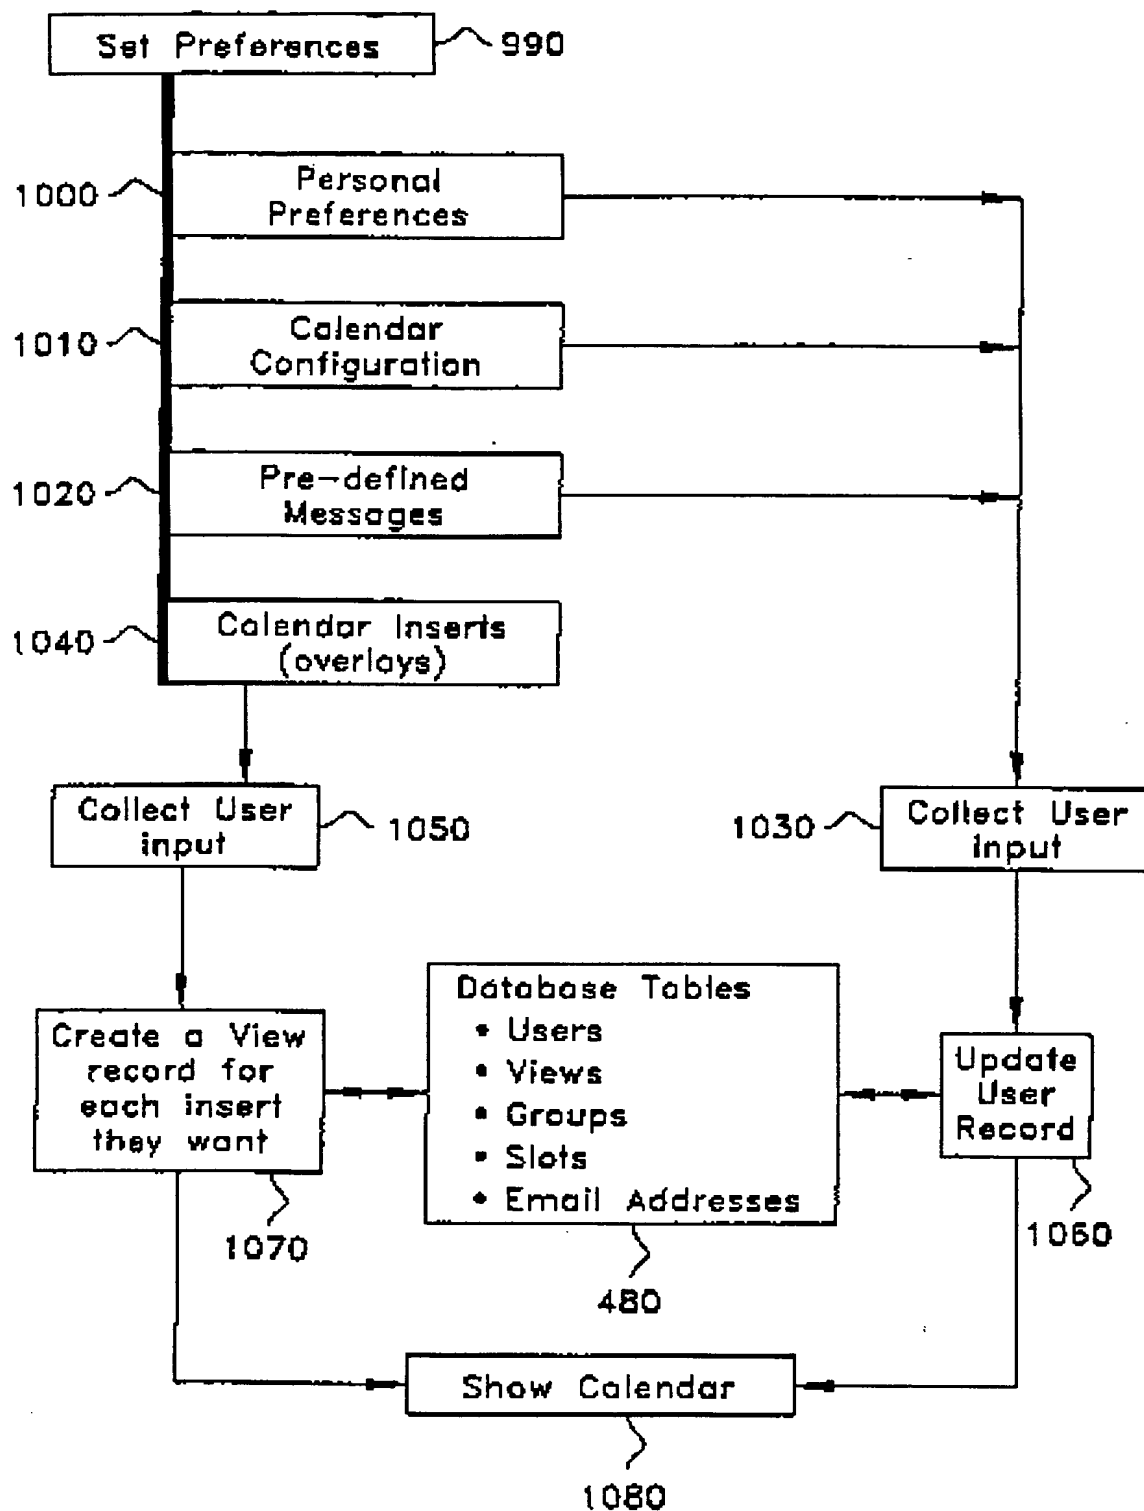 Set Preferences
990
1000
Personal
Preferences
1010
Calendar
Configuration
1020
Pre-defined
Messages
1040
Calendar Inserts
(overlays)
Collect User
input
1050
1030
Collect User
input
Create a View
record for
each insert
they want
1070
Database Tables
• Users
• Views
• Groups
• Slots
• Email Addresses
480
Update
User
Record
1060
Show Calendar
1080